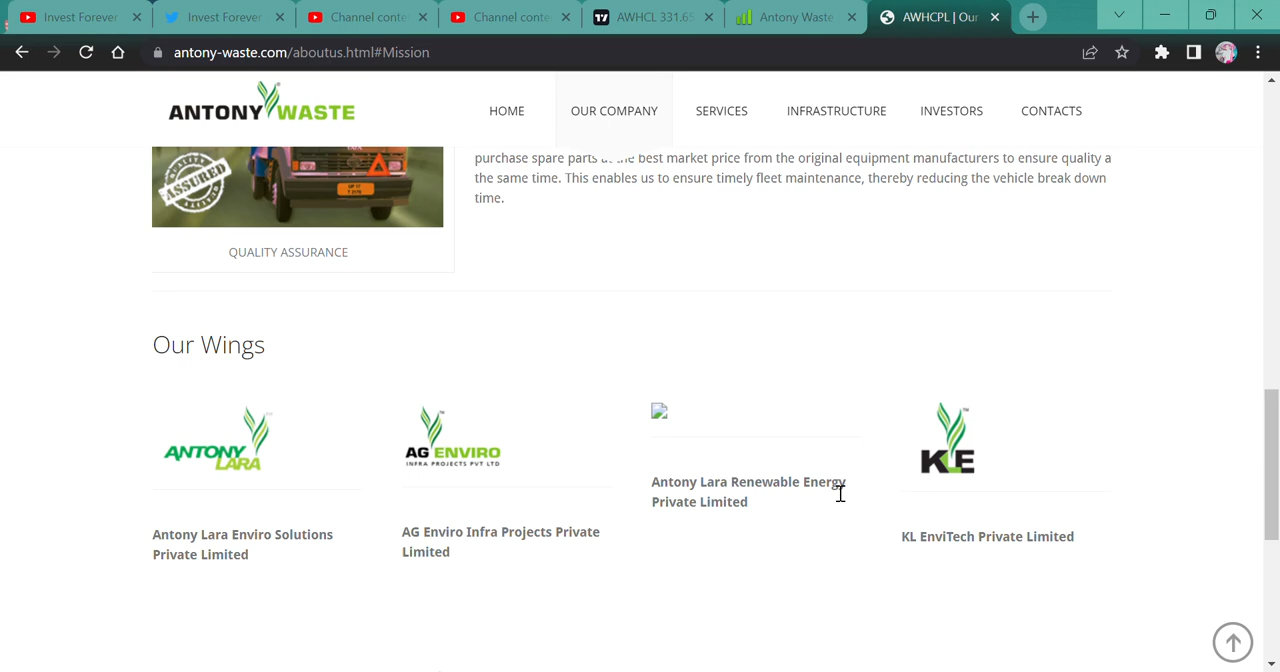 Invest Forever
Invest Forever
Channel conte
Channel conte
AWHCL 331.65
Antony Waste
AWHCPL | Our
antony-waste.com/aboutus.html#Mission
ANTONY WASTE
HOME
OUR COMPANY
SERVICES
INFRASTRUCTURE
INVESTORS
CONTACTS
purchase spare parts at the best market price from the original equipment manufacturers to ensure quality a
the same time. This enables us to ensure timely fleet maintenance, thereby reducing the vehicle break down
time.
ASSURED
QUALITY ASSURANCE
Our Wings
ANTONY
LARA
AG ENVIRO
INFRA PROJECTS PVT LTD
KLE
Antony Lara Enviro Solutions
Private Limited
AG Enviro Infra Projects Private
Limited
Antony Lara Renewable Energy
Private Limited
KL EnviTech Private Limited